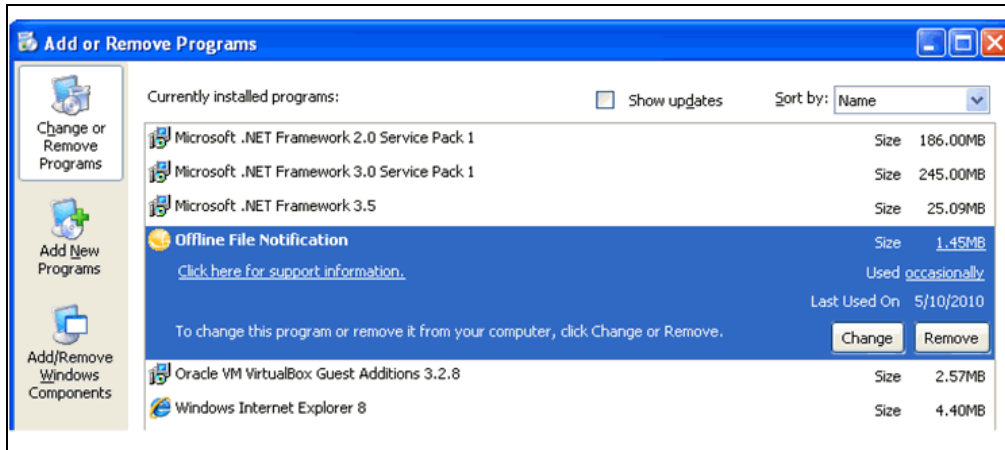 Add or Remove Programs
Change or
Remove
Programs
Add New
Programs
Add/Remove
Windows
Components
Currently installed programs:
Show updates
Sort by: Name
Microsoft .NET Framework 2.0 Service Pack 1 Size 186.00MB
Microsoft .NET Framework 3.0 Service Pack 1 Size 245.00MB
Microsoft .NET Framework 3.5 Size 25.09MB
Offline File Notification Size 1.45MB
Click here for support information. Used occasionally
Last Used On 5/10/2010
To change this program or remove it from your computer, click Change or Remove. Change Remove
Oracle VM VirtualBox Guest Additions 3.2.8 Size 2.57MB
Windows Internet Explorer 8 Size 4.40MB